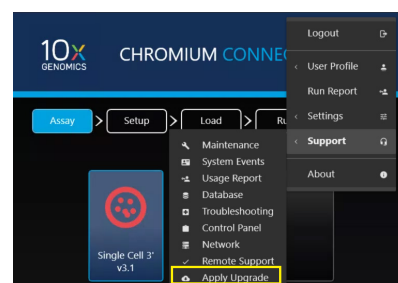 10x
GENOMICS
CHROMIUM CONNE
Logout
User Profile
Run Report
Settings
Support
About
Assay
Setup
Load
Ru
Maintenance
System Events
Usage Report
Database
Troubleshooting
Control Panel
Network
Remote Support
Apply Upgrade
Single Cell 3'
v3.1